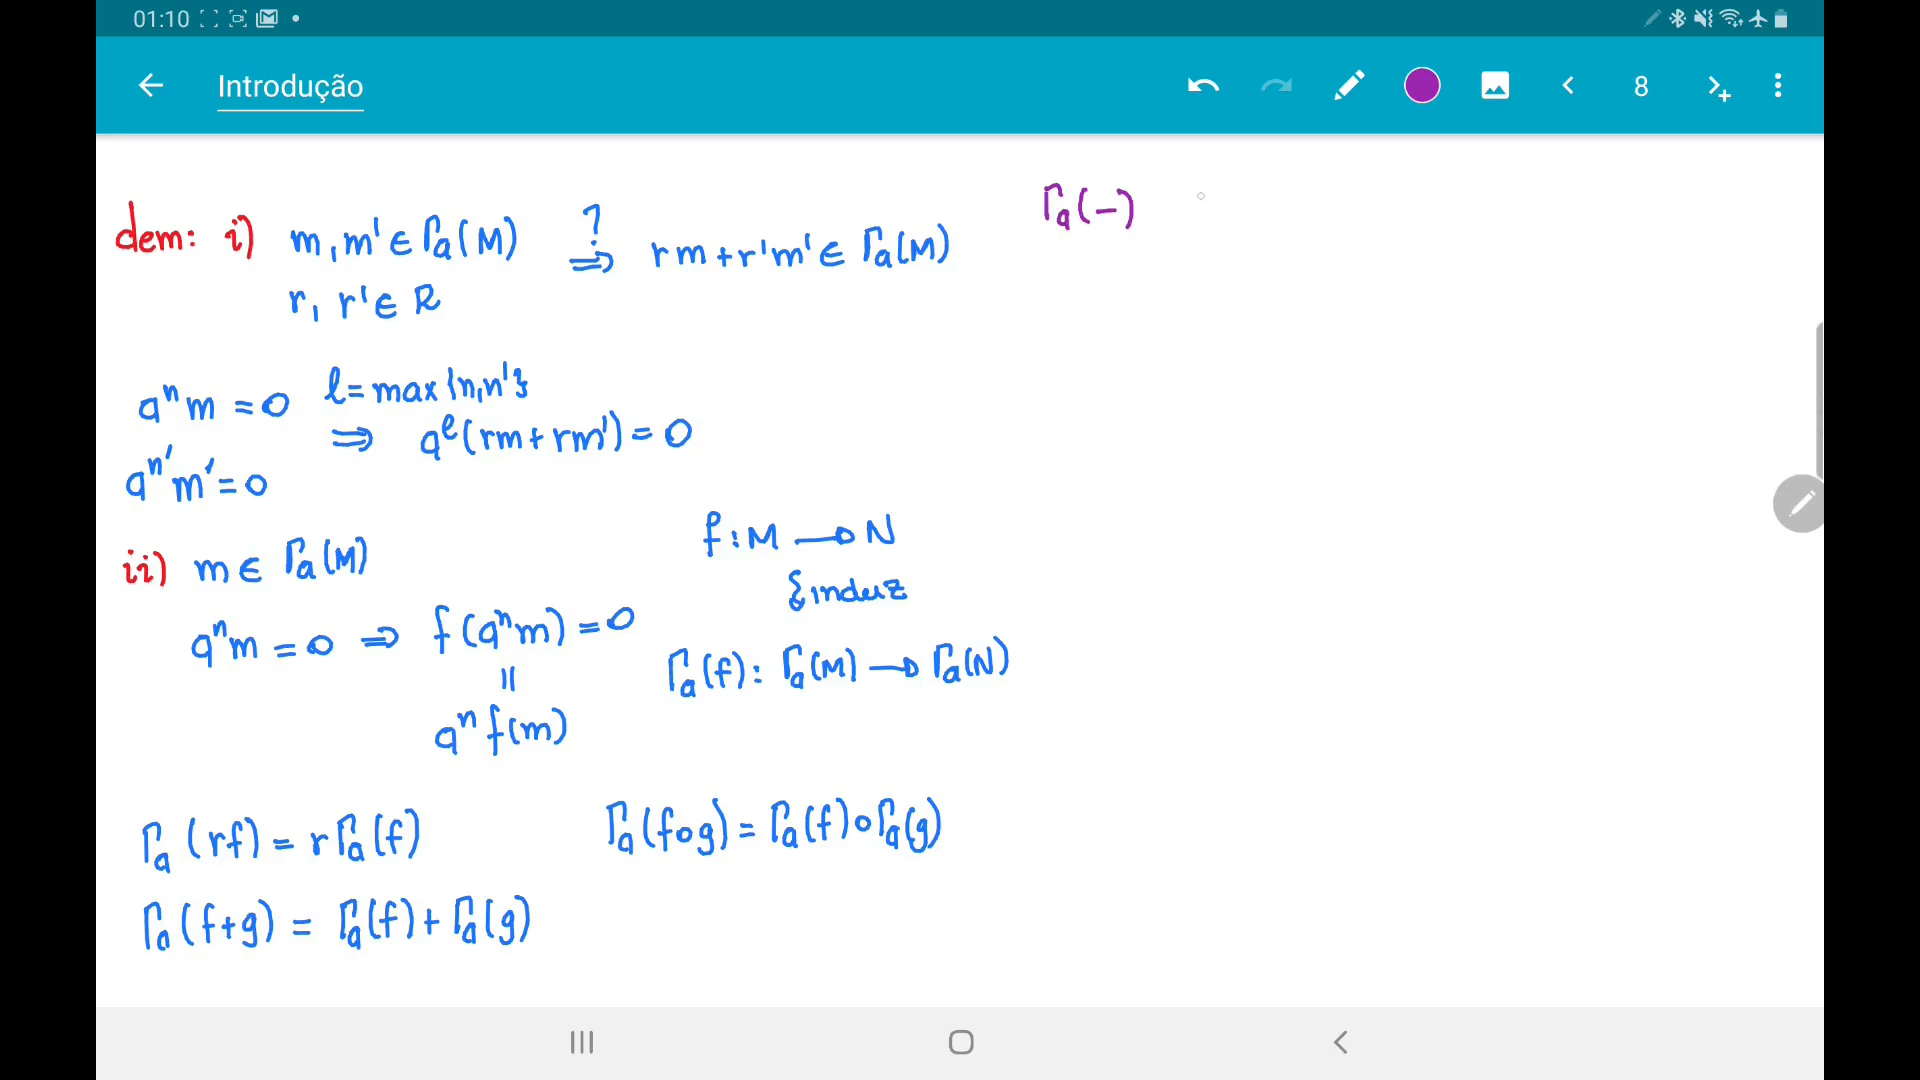 01:10
Introdução
8
dem: i) m, m' ∈ Γa(M) ?⇒ rm + r'm' ∈ Γa(M)
r, r' ∈ R
aⁿm = 0 l = max{n, n'}
⇒ aˡ(rm + rm') = 0
aⁿ'm' = 0
ii) m ∈ Γa(M)
aⁿm = 0 ⇒ f(aⁿm) = 0
=
aⁿf(m)
f: M → N
induz
Γa(f): Γa(M) → Γa(N)
Γa(rf) = rΓa(f)
Γa(f∘g) = Γa(f)∘Γa(g)
Γa(f+g) = Γa(f) + Γa(g)
Γa(−)